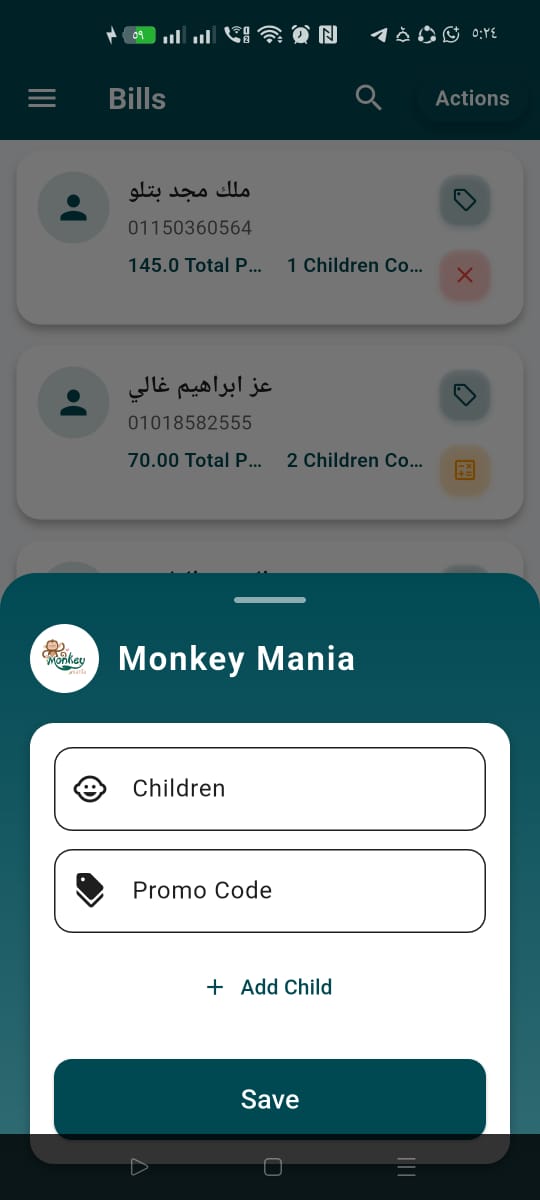 ٥٩ ٥:٢٤
Bills Actions
ملك مجد بتلو
01150360564
145.0 Total P... 1 Children Co...
عز ابراهيم غالي
01018582555
70.00 Total P... 2 Children Co...
Monkey Mania
Monkey
Children
Promo Code
+ Add Child
Save